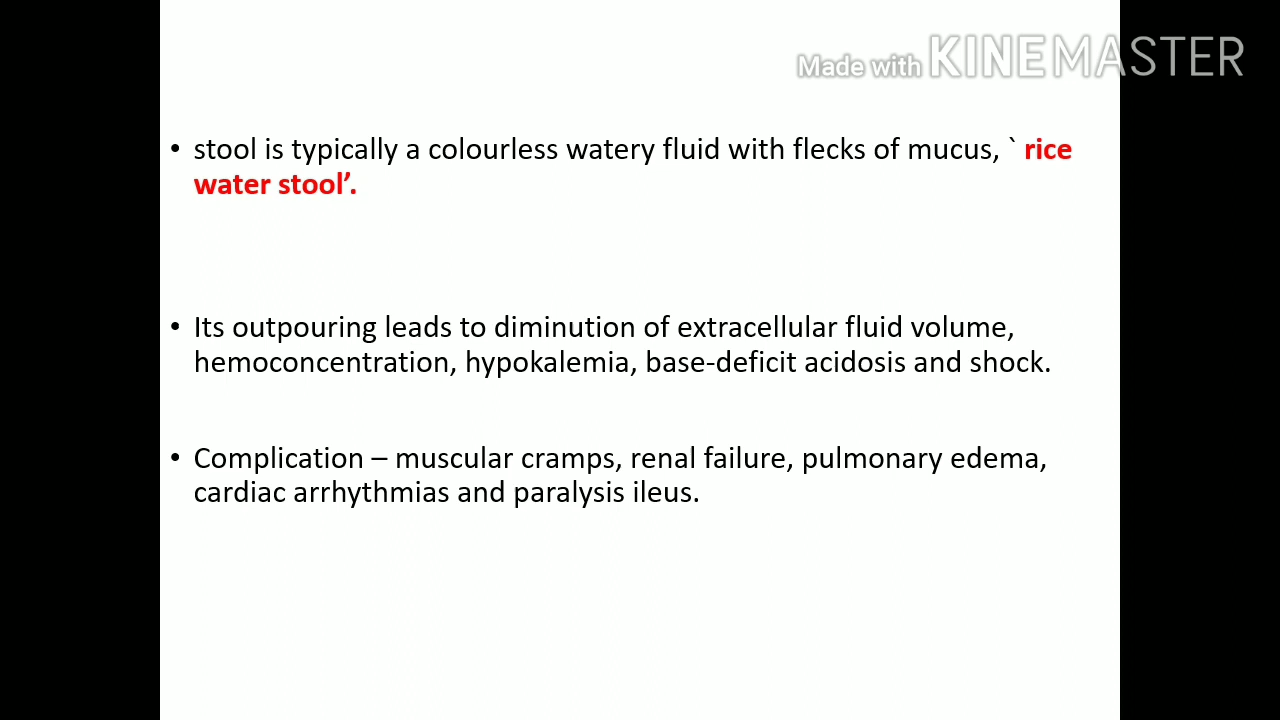 Made with KINEMASTER
• stool is typically a colourless watery fluid with flecks of mucus, ` rice
water stool’.
• Its outpouring leads to diminution of extracellular fluid volume,
hemoconcentration, hypokalemia, base-deficit acidosis and shock.
• Complication – muscular cramps, renal failure, pulmonary edema,
cardiac arrhythmias and paralysis ileus.